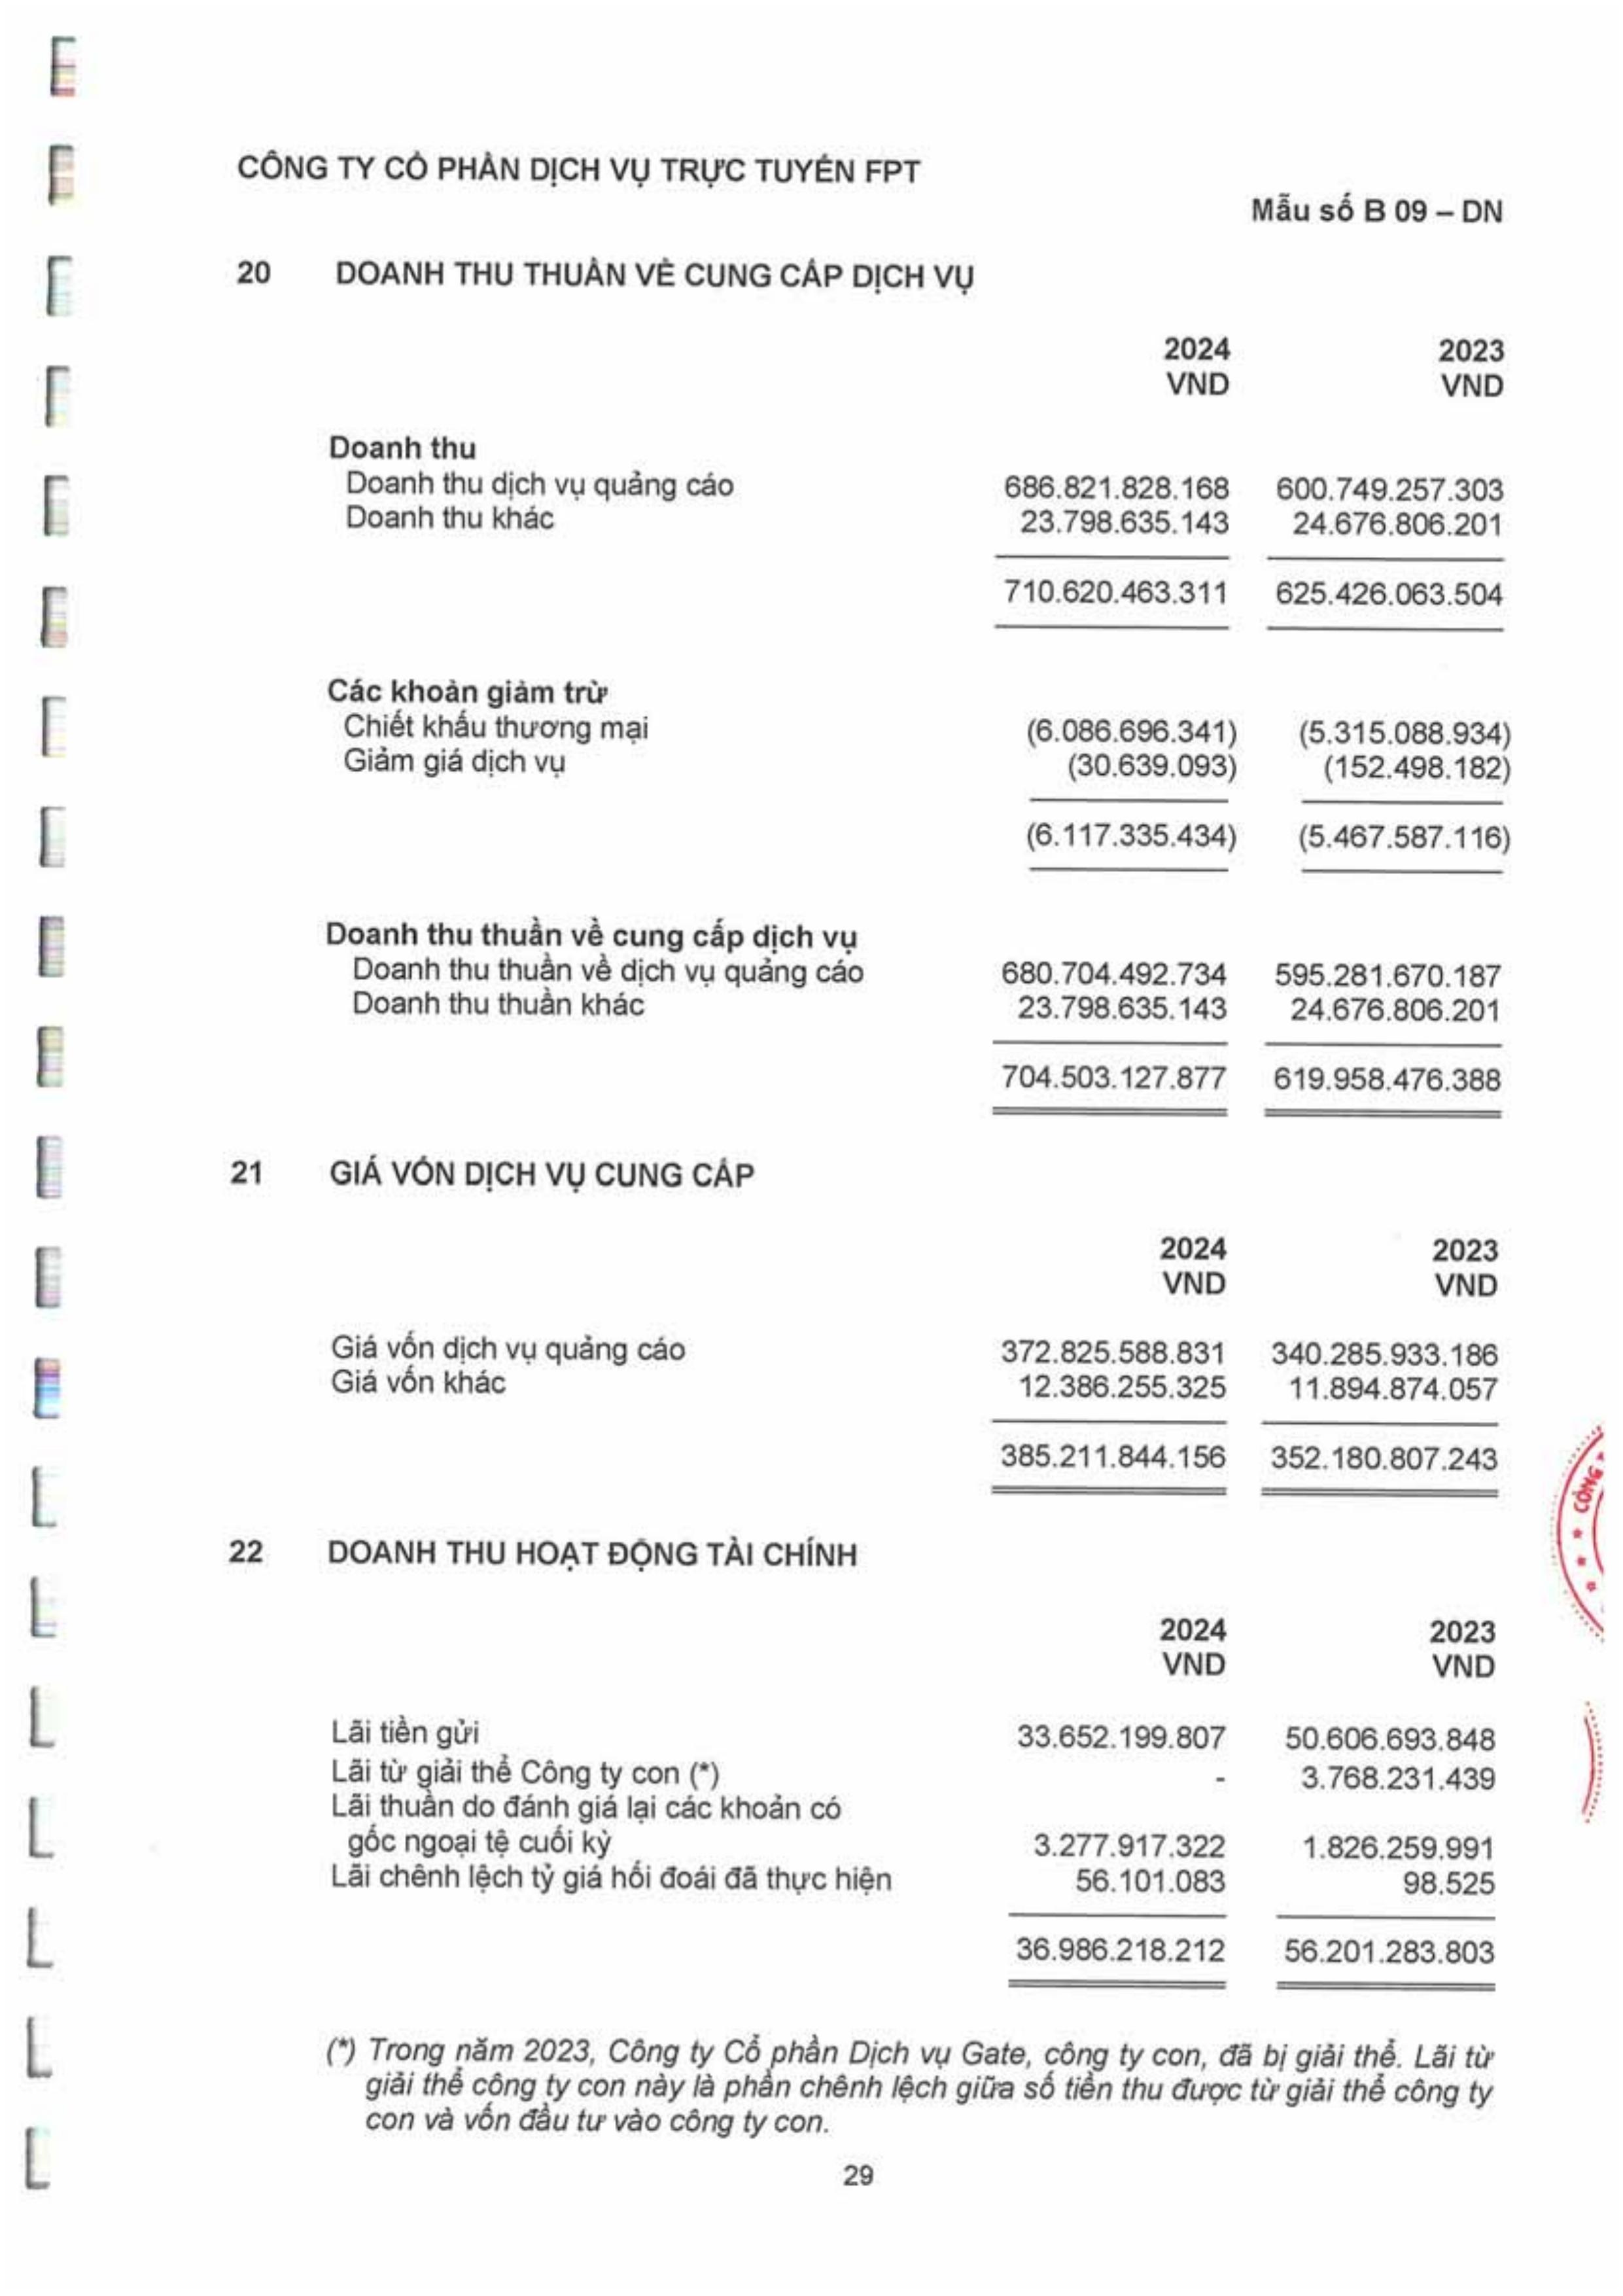 CÔNG TY CỔ PHẦN DỊCH VỤ TRỰC TUYẾN FPT
Mẫu số B 09 – DN
20 DOANH THU THUẦN VỀ CUNG CẤP DỊCH VỤ
2024 2023
VND VND
Doanh thu
Doanh thu dịch vụ quảng cáo 686.821.828.168 600.749.257.303
Doanh thu khác 23.798.635.143 24.676.806.201
710.620.463.311 625.426.063.504
Các khoản giảm trừ
Chiết khấu thương mại (6.086.696.341) (5.315.088.934)
Giảm giá dịch vụ (30.639.093) (152.498.182)
(6.117.335.434) (5.467.587.116)
Doanh thu thuần về cung cấp dịch vụ
Doanh thu thuần về dịch vụ quảng cáo 680.704.492.734 595.281.670.187
Doanh thu thuần khác 23.798.635.143 24.676.806.201
704.503.127.877 619.958.476.388
21 GIÁ VỐN DỊCH VỤ CUNG CẤP
2024 2023
VND VND
Giá vốn dịch vụ quảng cáo 372.825.588.831 340.285.933.186
Giá vốn khác 12.386.255.325 11.894.874.057
385.211.844.156 352.180.807.243
CÔNG
22 DOANH THU HOẠT ĐỘNG TÀI CHÍNH
2024 2023
VND VND
Lãi tiền gửi 33.652.199.807 50.606.693.848
Lãi từ giải thể Công ty con (*) - 3.768.231.439
Lãi thuần do đánh giá lại các khoản có
gốc ngoại tệ cuối kỳ 3.277.917.322 1.826.259.991
Lãi chênh lệch tỷ giá hối đoái đã thực hiện 56.101.083 98.525
36.986.218.212 56.201.283.803
(*) Trong năm 2023, Công ty Cổ phần Dịch vụ Gate, công ty con, đã bị giải thể. Lãi từ
giải thể công ty con này là phần chênh lệch giữa số tiền thu được từ giải thể công ty
con và vốn đầu tư vào công ty con.
29